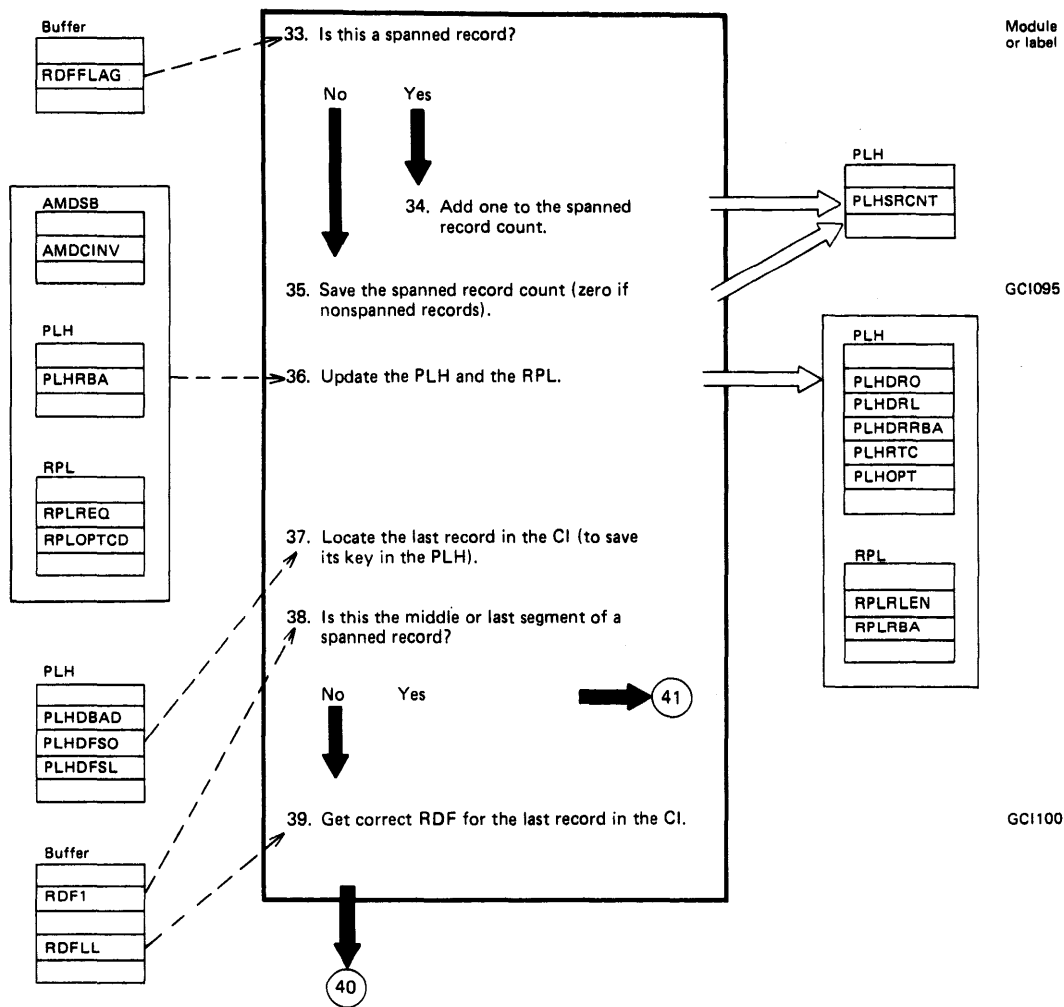 Buffer
RDFFLAG
33. Is this a spanned record?
Module
or label
No Yes
34. Add one to the spanned
record count.
PLH
PLHSRCNT
AMDSB
AMDCINV
PLH
PLHRBA
RPL
RPLREQ
RPLOPTCD
35. Save the spanned record count (zero if
nonspanned records).
GCI095
36. Update the PLH and the RPL.
PLH
PLHDRO
PLHDRL
PLHDRRBA
PLHRTC
PLHOPT
RPL
RPLRLEN
RPLRBA
37. Locate the last record in the CI (to save
its key in the PLH).
38. Is this the middle or last segment of a
spanned record?
PLH
PLHDBAD
PLHDFSO
PLHDFSL
No Yes
41
39. Get correct RDF for the last record in the CI.
GCI100
Buffer
RDF1
RDFLL
40